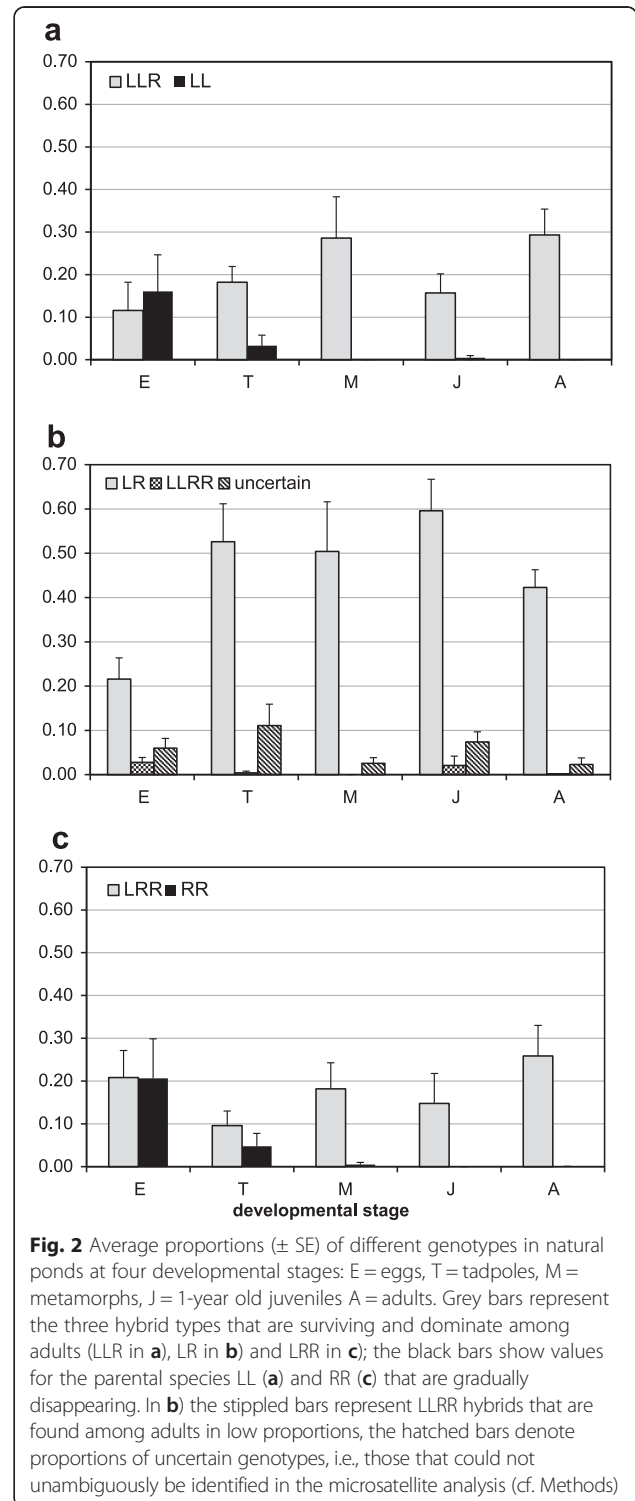 a
0.70
LLR LL
0.60
0.50
0.40
0.30
0.20
0.10
0.00
E T M J A
b
0.70
LR LLRR uncertain
0.60
0.50
0.40
0.30
0.20
0.10
0.00
E T M J A
c
0.70
LRR RR
0.60
0.50
0.40
0.30
0.20
0.10
0.00
E T M J A
developmental stage
Fig. 2 Average proportions (± SE) of different genotypes in natural
ponds at four developmental stages: E = eggs, T = tadpoles, M =
metamorphs, J = 1-year old juveniles A = adults. Grey bars represent
the three hybrid types that are surviving and dominate among
adults (LLR in a), LR in b) and LRR in c); the black bars show values
for the parental species LL (a) and RR (c) that are gradually
disappearing. In b) the stippled bars represent LLRR hybrids that are
found among adults in low proportions, the hatched bars denote
proportions of uncertain genotypes, i.e., those that could not
unambiguously be identified in the microsatellite analysis (cf. Methods)